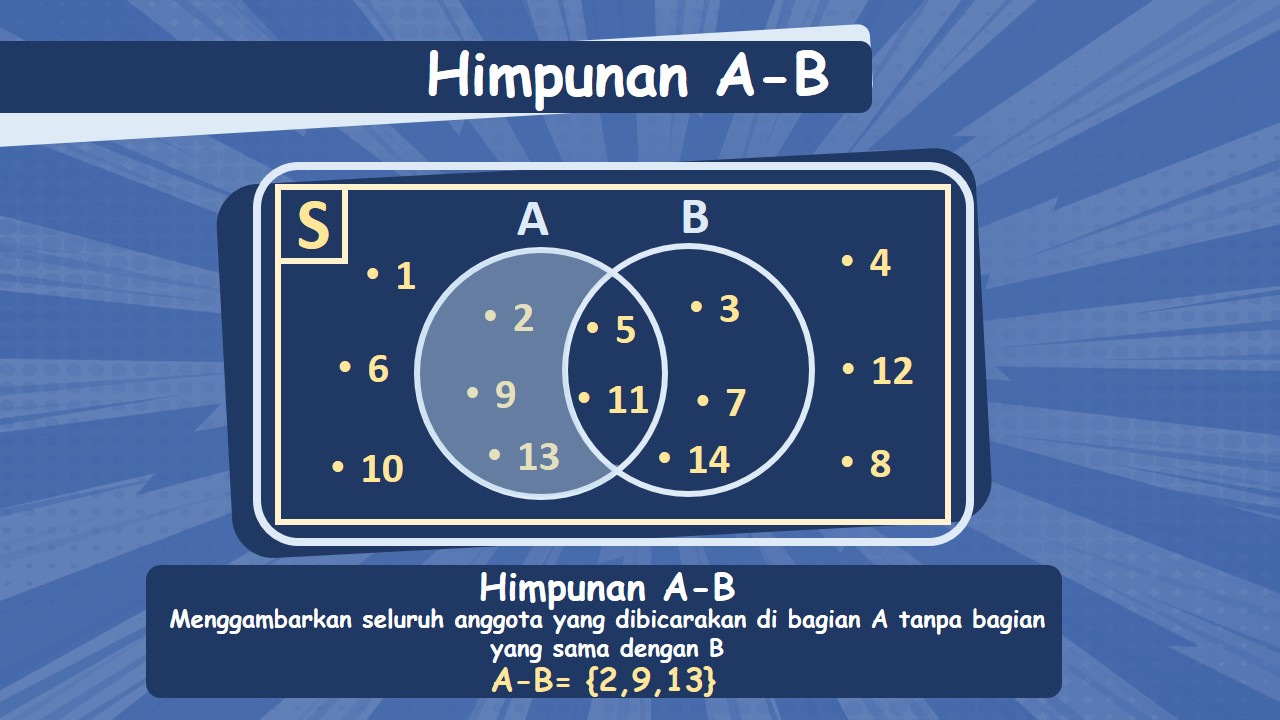 Himpunan A-B
S
A
B
• 1
• 4
• 2
• 5
• 3
• 6
• 12
• 9
• 11
• 7
• 10
• 13
• 14
• 8
Himpunan A-B
Menggambarkan seluruh anggota yang dibicarakan di bagian A tanpa bagian
yang sama dengan B
A-B= {2,9,13}